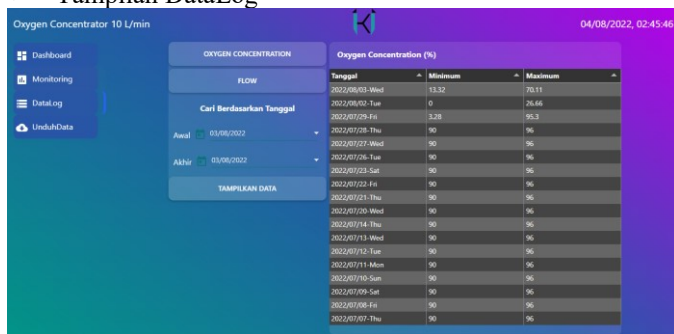 Tampilan DataLog
Oxygen Concentrator 10 L/min
04/08/2022, 02:45:46
Dashboard
Monitoring
DataLog
UnduhData
OXYGEN CONCENTRATION
FLOW
Cari Berdasarkan Tanggal
Awal 03/08/2022
Akhir 03/08/2022
TAMPILKAN DATA
Oxygen Concentration (%)
Tanggal Minimum Maximum
2022/08/03-Wed 13.32 70.11
2022/08/02-Tue 0 26.66
2022/07/29-Fri 3.28 95.3
2022/07/28-Thu 90 96
2022/07/27-Wed 90 96
2022/07/26-Tue 90 96
2022/07/23-Sat 90 96
2022/07/22-Fri 90 96
2022/07/21-Thu 90 96
2022/07/20-Wed 90 96
2022/07/14-Thu 90 96
2022/07/13-Wed 90 96
2022/07/12-Tue 90 96
2022/07/11-Mon 90 96
2022/07/10-Sun 90 96
2022/07/09-Sat 90 96
2022/07/08-Fri 90 96
2022/07/07-Thu 90 96